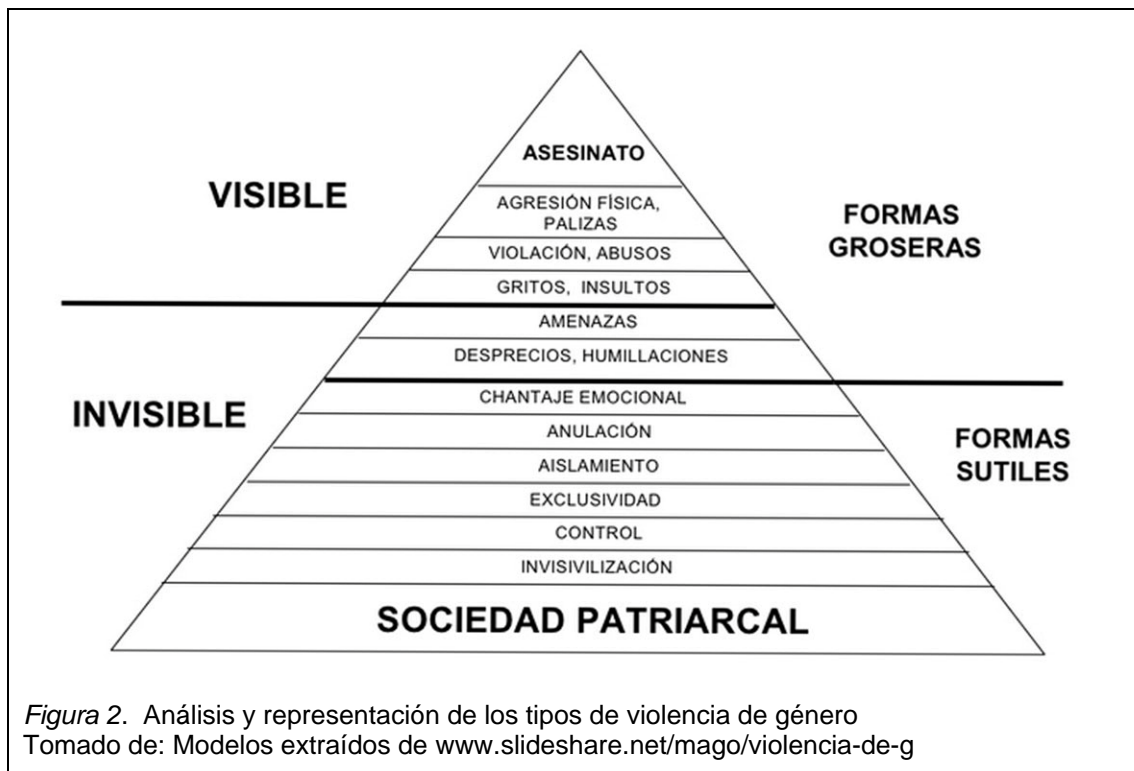 ASESINATO
VISIBLE
AGRESIÓN FÍSICA,
PALIZAS
FORMAS
GROSERAS
VIOLACIÓN, ABUSOS
GRITOS, INSULTOS
AMENAZAS
DESPRECIOS, HUMILLACIONES
INVISIBLE
CHANTAJE EMOCIONAL
ANULACIÓN
FORMAS
SUTILES
AISLAMIENTO
EXCLUSIVIDAD
CONTROL
INVISIVILIZACIÓN
SOCIEDAD PATRIARCAL
Figura 2. Análisis y representación de los tipos de violencia de género
Tomado de: Modelos extraídos de www.slideshare.net/mago/violencia-de-g